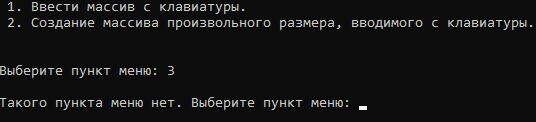 1. Ввести массив с клавиатуры.
2. Создание массива произвольного размера, вводимого с клавиатуры.
Выберите пункт меню: 3
Такого пункта меню нет. Выберите пункт меню: